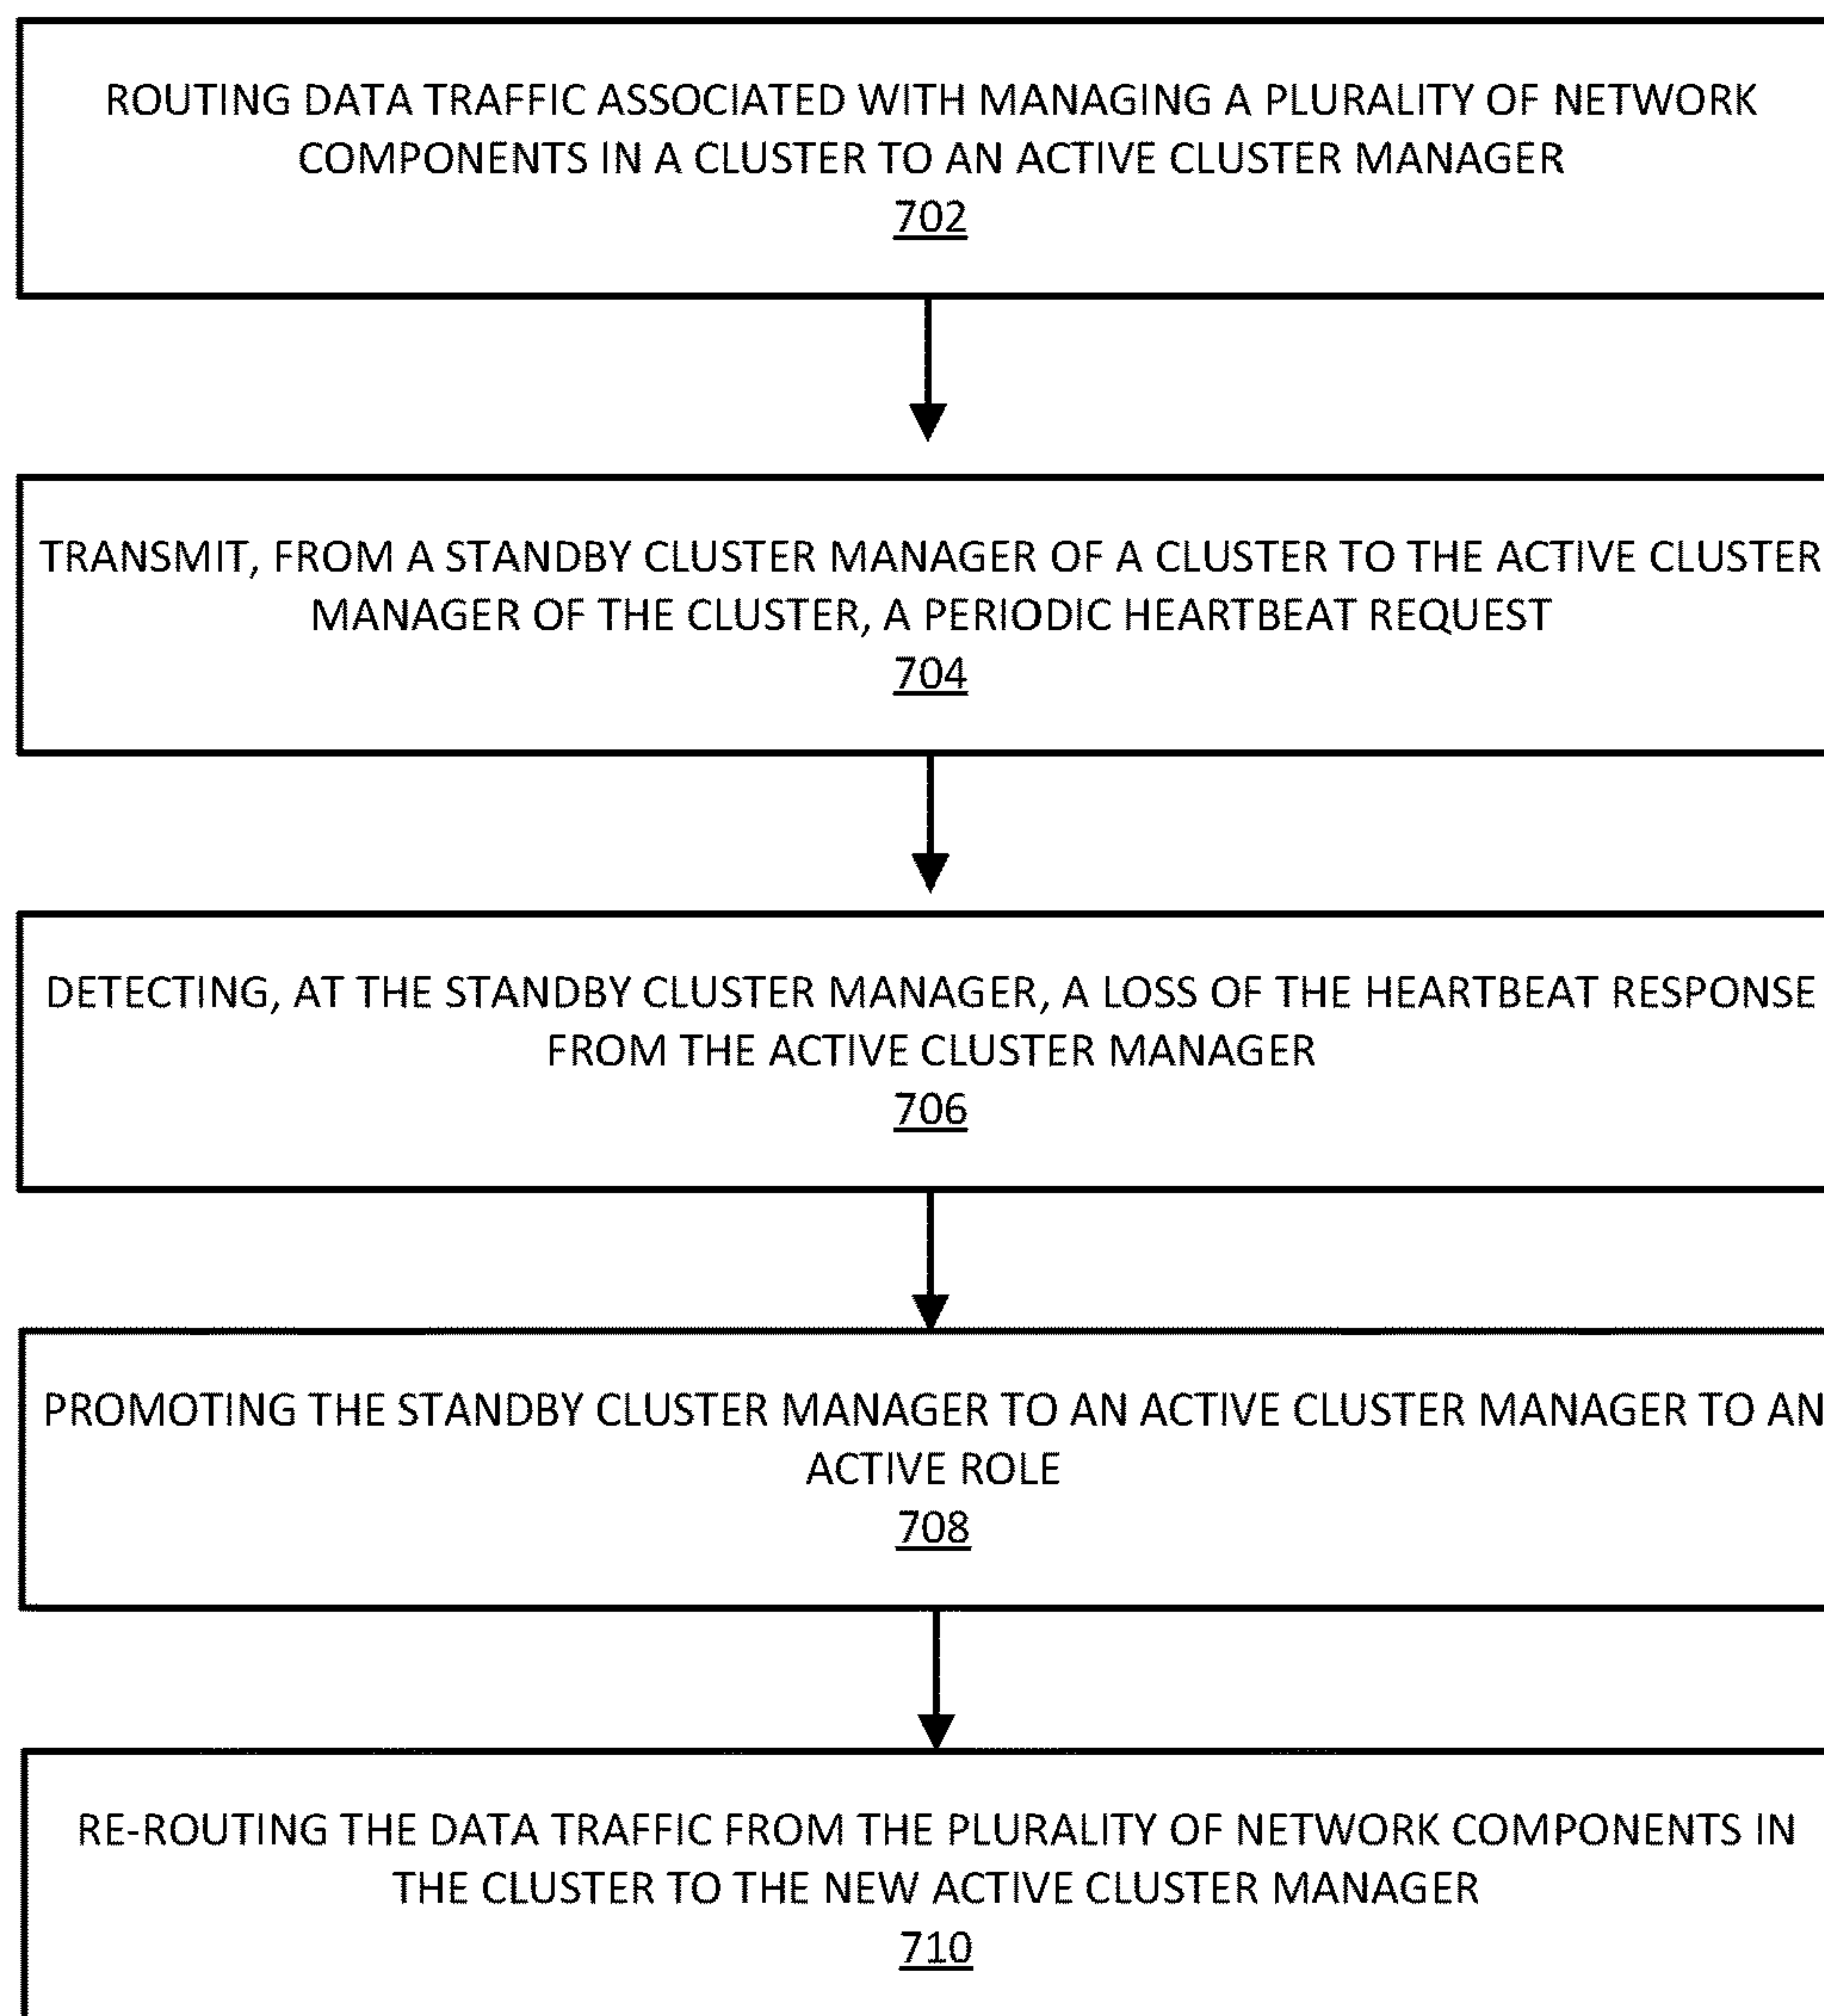 ROUTING DATA TRAFFIC ASSOCIATED WITH MANAGING A PLURALITY OF NETWORK
COMPONENTS IN A CLUSTER TO AN ACTIVE CLUSTER MANAGER
702
TRANSMIT, FROM A STANDBY CLUSTER MANAGER OF A CLUSTER TO THE ACTIVE CLUSTER
MANAGER OF THE CLUSTER, A PERIODIC HEARTBEAT REQUEST
704
DETECTING, AT THE STANDBY CLUSTER MANAGER, A LOSS OF THE HEARTBEAT RESPONSE
FROM THE ACTIVE CLUSTER MANAGER
706
PROMOTING THE STANDBY CLUSTER MANAGER TO AN ACTIVE CLUSTER MANAGER TO AN
ACTIVE ROLE
708
RE-ROUTING THE DATA TRAFFIC FROM THE PLURALITY OF NETWORK COMPONENTS IN
THE CLUSTER TO THE NEW ACTIVE CLUSTER MANAGER
710